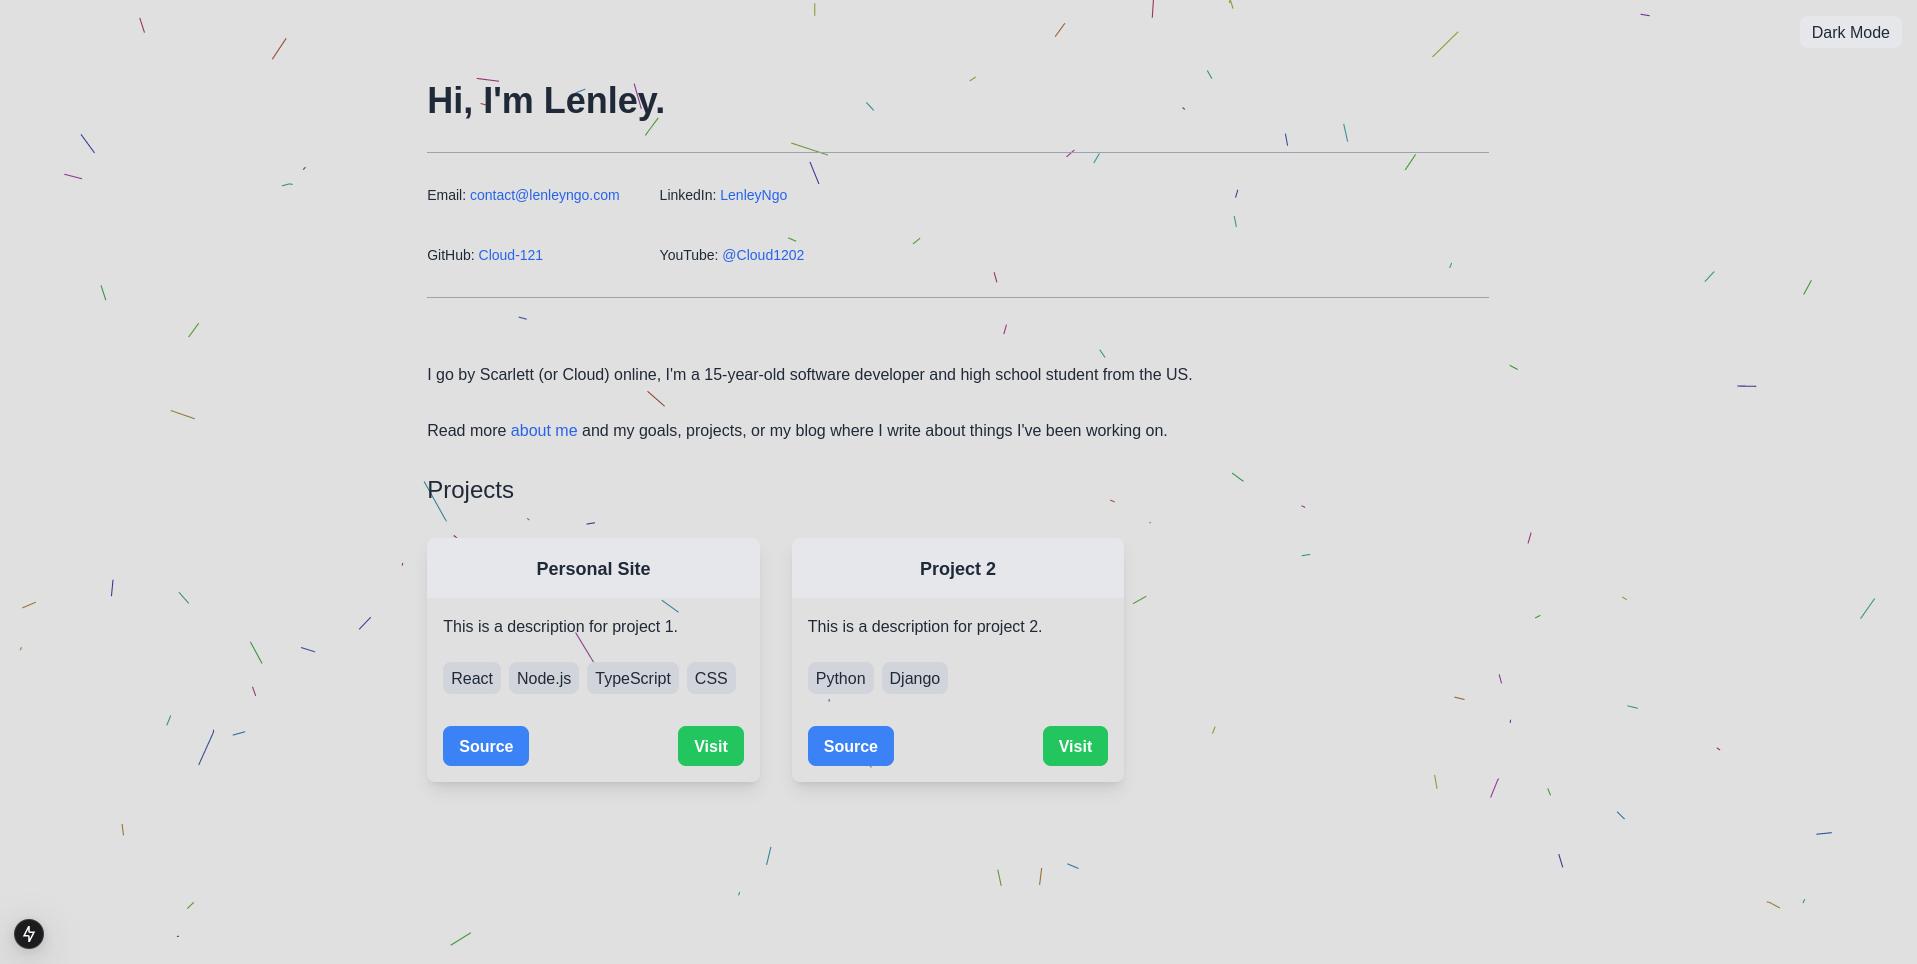 Dark Mode
Hi, I'm Lenley.
Email: contact@lenleyngo.com LinkedIn: LenleyNgo
GitHub: Cloud-121 YouTube: @Cloud1202
I go by Scarlett (or Cloud) online, I'm a 15-year-old software developer and high school student from the US.
Read more about me and my goals, projects, or my blog where I write about things I've been working on.
Projects
Personal Site
This is a description for project 1.
React Node.js TypeScript CSS
Source Visit
Project 2
This is a description for project 2.
Python Django
Source Visit